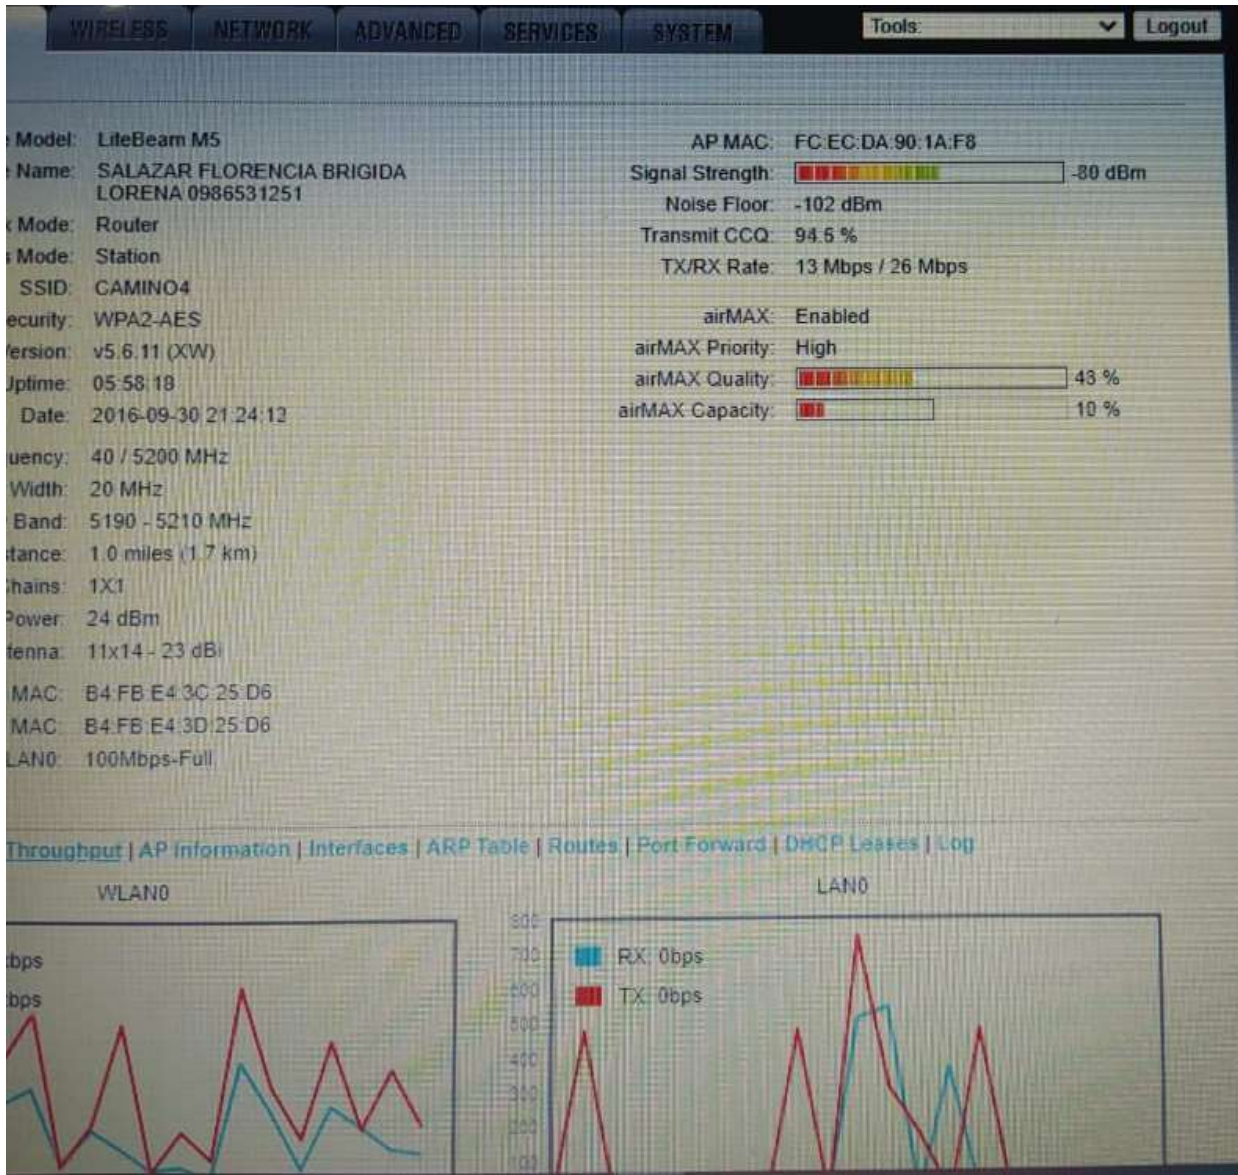 WIRELESS NETWORK ADVANCED SERVICES SYSTEM Tools: Logout
Model: LiteBeam M5
Name: SALAZAR FLORENCIA BRIGIDA
LORENA 0986531251
Mode: Router
Mode: Station
SSID: CAMINO4
ecurity: WPA2-AES
ersion: v5.6.11 (XW)
Uptime: 05:58:18
Date: 2016-09-30 21:24:12
uency: 40 / 5200 MHz
Width: 20 MHz
Band: 5190 - 5210 MHz
stance: 1.0 miles (1.7 km)
Chains: 1X1
Power: 24 dBm
tenna: 11x14 - 23 dBi
MAC: B4:FB:E4:3C:25:D6
MAC: B4:FB:E4:3D:25:D6
LAN0: 100Mbps-Full
AP MAC: FC:EC:DA:90:1A:F8
Signal Strength: -80 dBm
Noise Floor: -102 dBm
Transmit CCQ: 94.5 %
TX/RX Rate: 13 Mbps / 26 Mbps
airMAX: Enabled
airMAX Priority: High
airMAX Quality: 43 %
airMAX Capacity: 10 %
Throughput | AP Information | Interfaces | ARP Table | Routes | Port Forward | DHCP Leases | Log
WLAN0
bps
bps
LAN0
800
700
600
500
400
300
200
100
RX: 0bps
TX: 0bps